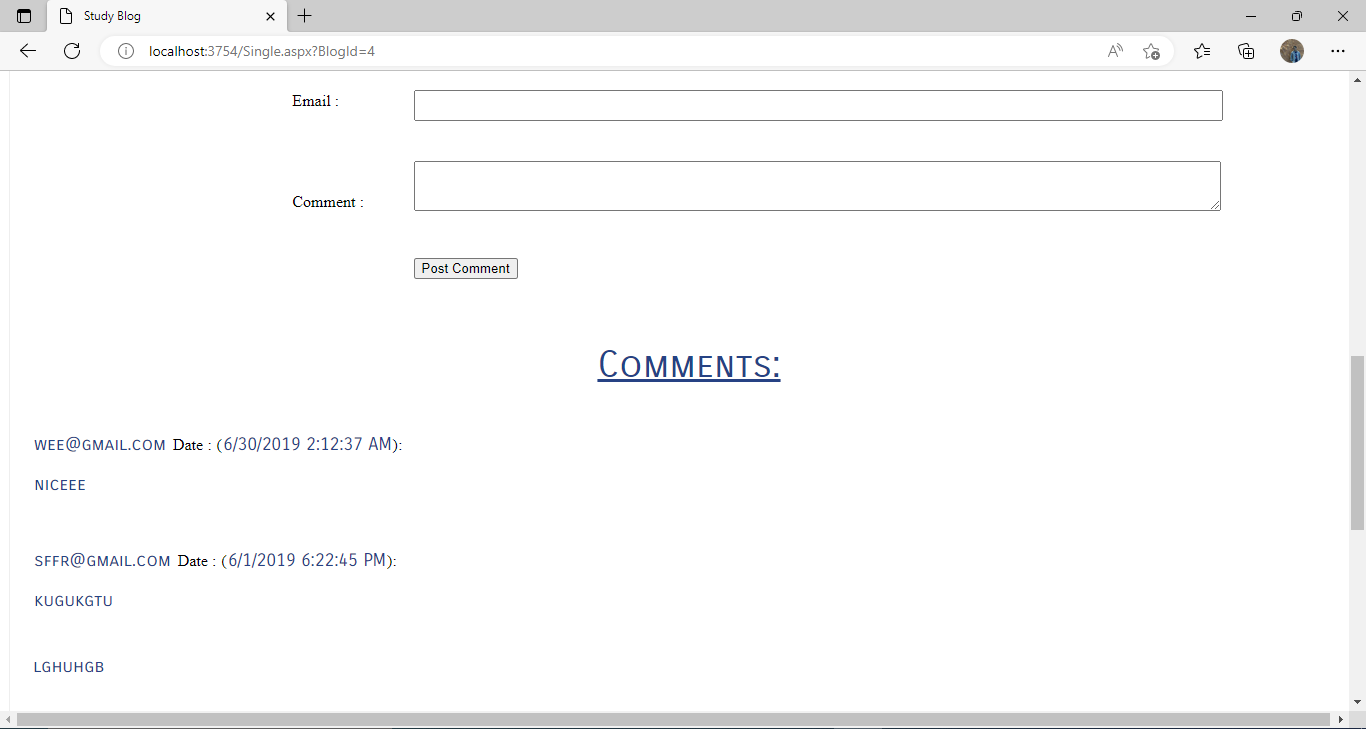 Study Blog
localhost:3754/Single.aspx?BlogId=4
Email :
Comment :
Post Comment
Comments:
wee@gmail.com Date : (6/30/2019 2:12:37 AM):
niceee
sffr@gmail.com Date : (6/1/2019 6:22:45 PM):
kugukgtu
lghuhgb